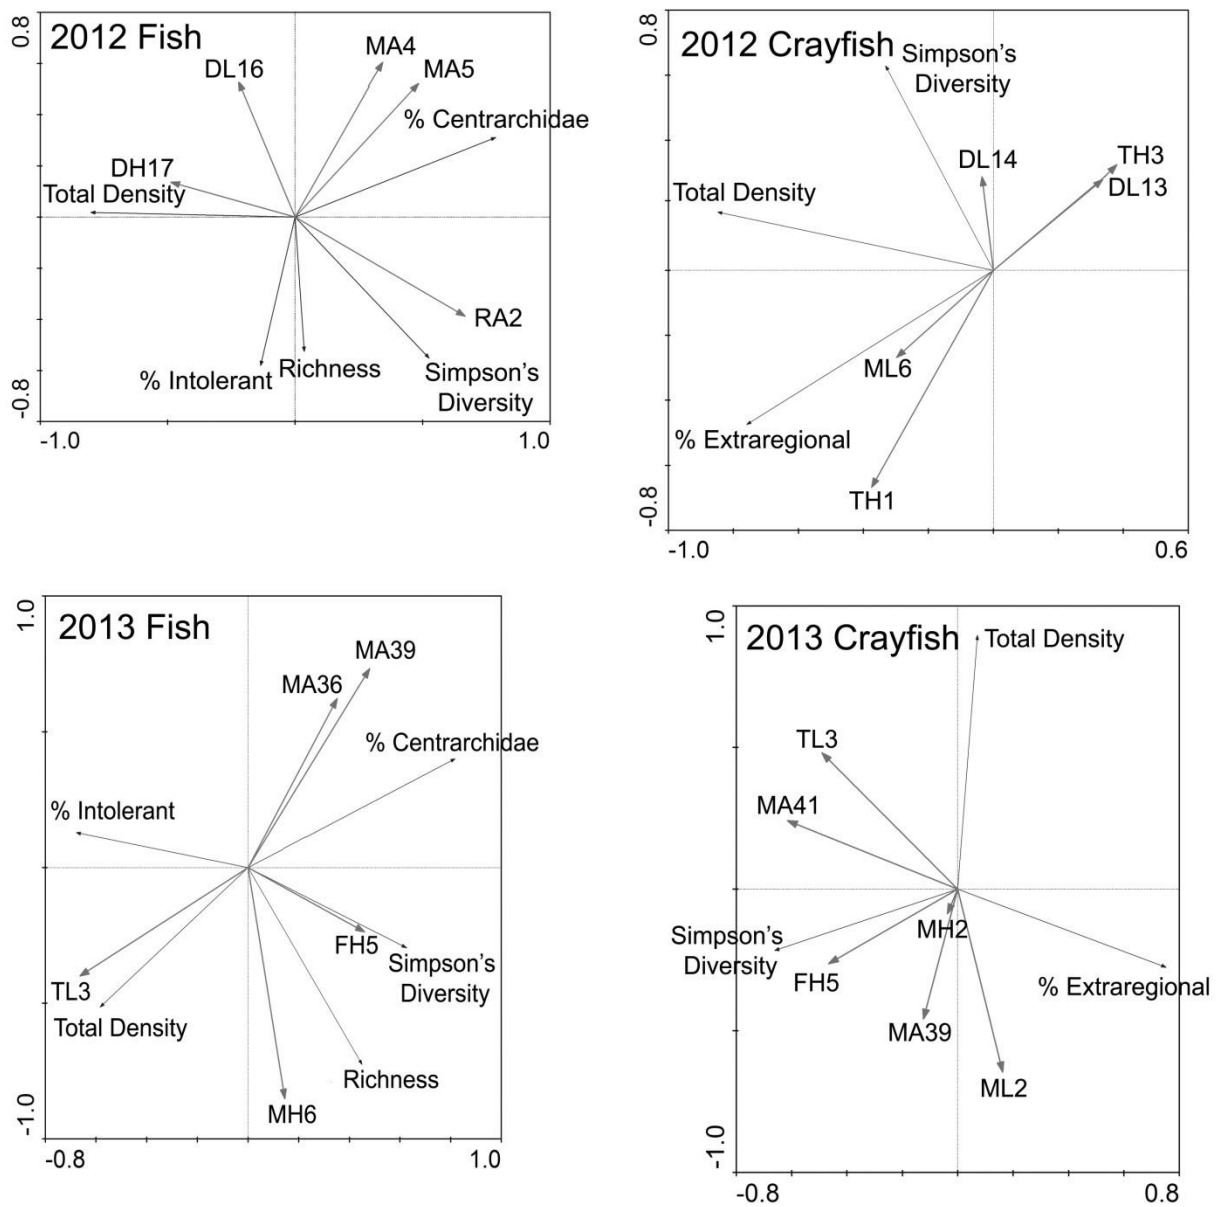 0.8
2012 Fish
MA4
DL16
MA5
% Centrarchidae
DH17
Total Density
RA2
Richness
% Intolerant
Simpson's
Diversity
-0.8
-1.0
1.0
0.8
2012 Crayfish
Simpson's
Diversity
DL14
TH3
DL13
Total Density
ML6
% Extraregional
TH1
-0.8
-1.0
0.6
1.0
2013 Fish
MA39
MA36
% Centrarchidae
% Intolerant
FH5
Simpson's
Diversity
TL3
Total Density
Richness
MH6
-1.0
-0.8
1.0
1.0
2013 Crayfish
Total Density
TL3
MA41
MH2
Simpson's
Diversity
FH5
% Extraregional
MA39
ML2
-1.0
-0.8
0.8